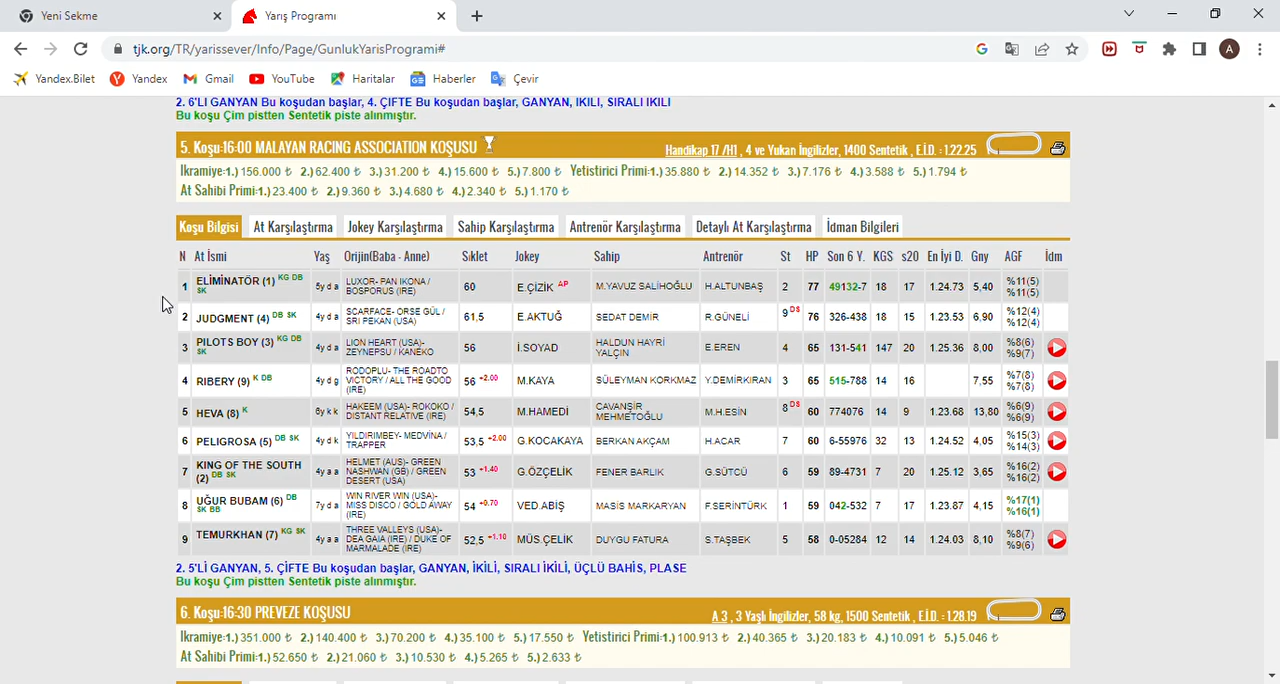 Yeni Sekme
Yarış Programı
tjk.org/TR/yarissever/Info/Page/GunlukYarisProgrami#
A
Yandex.Bilet Yandex Gmail YouTube Haritalar Haberler Çevir
2. 6'LI GANYAN Bu koşudan başlar, 4. ÇİFTE Bu koşudan başlar, GANYAN, İKİLİ, SIRALI İKİLİ
Bu koşu Çim pistten Sentetik piste alınmıştır.
5. Koşu:16:00 MALAYAN RACING ASSOCIATION KOŞUSU Handikap 17 /H1 , 4 ve Yukarı İngilizler, 1400 Sentetik , E.İ.D. : 1.22.25
İkramiye:1.) 156.000 ₺ 2.) 62.400 ₺ 3.) 31.200 ₺ 4.) 15.600 ₺ 5.) 7.800 ₺ Yetistirici Primi:1.) 35.880 ₺ 2.) 14.352 ₺ 3.) 7.176 ₺ 4.) 3.588 ₺ 5.) 1.794 ₺
At Sahibi Primi:1.) 23.400 ₺ 2.) 9.360 ₺ 3.) 4.680 ₺ 4.) 2.340 ₺ 5.) 1.170 ₺
Koşu Bilgisi At Karşılaştırma Jokey Karşılaştırma Sahip Karşılaştırma Antrenör Karşılaştırma Detaylı At Karşılaştırma İdman Bilgileri
N At İsmi Yaş Orijin(Baba - Anne) Sıklet Jokey Sahip Antrenör St HP Son 6 Y. KGS s20 En İyi D. Gny AGF İdm
1 ELİMİNATÖR (1) KG DB SK 5y d a LUXOR- PAN IKONA / BOSPORUS (IRE) 60 E.ÇİZİK AP M.YAVUZ SALİHOĞLU H.ALTUNBAŞ 2 77 49132-7 18 17 1.24.73 5,40 %11(5) %11(5)
2 JUDGMENT (4) DB SK 4y d a SCARFACE- ORSE GÜL / SRI PEKAN (USA) 61,5 E.AKTUĞ SEDAT DEMİR R.GÜNELİ 9 DS 76 326-438 18 15 1.23.53 6,90 %12(4) %12(4)
3 PILOTS BOY (3) KG DB SK 4y d a LION HEART (USA)- ZEYNEPSU / KANEKO 56 İ.SOYAD HALDUN HAYRİ YALÇIN E.EREN 4 65 131-541 147 20 1.25.36 8,00 %8(6) %9(7)
4 RIBERY (9) K DB 4y d g RODOPLU- THE ROADTO VICTORY / ALL THE GOOD (IRE) 56 +2.00 M.KAYA SÜLEYMAN KORKMAZ Y.DEMİRKIRAN 3 65 515-788 14 16 7,55 %7(8) %7(8)
5 HEVA (8) K 6y k k HAKEEM (USA)- ROKOKO / DISTANT RELATIVE (IRE) 54,5 M.HAMEDİ CAVANŞİR MEHMETOĞLU M.H.ESİN 8 DS 60 774076 14 9 1.23.68 13,80 %6(9) %6(9)
6 PELIGROSA (5) DB SK 4y d k YILDIRIMBEY- MEDVİNA / TRAPPER 53,5 +2.00 G.KOCAKAYA BERKAN AKÇAM H.ACAR 7 60 6-55976 32 13 1.24.52 4,05 %15(3) %14(3)
7 KING OF THE SOUTH (2) DB SK 4y a a HELMET (AUS)- GREEN NASHWAN (GB) / GREEN DESERT (USA) 53 +1.40 G.ÖZÇELİK FENER BARLIK G.SÜTCÜ 6 59 89-4731 7 20 1.25.12 3,65 %16(2) %16(2)
8 UĞUR BUBAM (6) DB SK BB 7y d a WIN RIVER WIN (USA)- MISS DISCO / GOLD AWAY (IRE) 54 +0.70 VED.ABİŞ MASİS MARKARYAN F.SERİNTÜRK 1 59 042-532 7 17 1.23.87 4,15 %17(1) %16(1)
9 TEMURKHAN (7) KG SK 4y a a THREE VALLEYS (USA)- DEA GAIA (IRE) / DUKE OF MARMALADE (IRE) 52,5 +1.10 MÜS.ÇELİK DUYGU FATURA S.TAŞBEK 5 58 0-05284 12 14 1.24.03 8,10 %8(7) %9(6)
2. 5'Lİ GANYAN, 5. ÇİFTE Bu koşudan başlar, GANYAN, İKİLİ, SIRALI İKİLİ, ÜÇLÜ BAHİS, PLASE
Bu koşu Çim pistten Sentetik piste alınmıştır.
6. Koşu:16:30 PREVEZE KOŞUSU A 3 , 3 Yaşlı İngilizler, 58 kg, 1500 Sentetik , E.İ.D. : 1.28.19
İkramiye:1.) 351.000 ₺ 2.) 140.400 ₺ 3.) 70.200 ₺ 4.) 35.100 ₺ 5.) 17.550 ₺ Yetistirici Primi:1.) 100.913 ₺ 2.) 40.365 ₺ 3.) 20.183 ₺ 4.) 10.091 ₺ 5.) 5.046 ₺
At Sahibi Primi:1.) 52.650 ₺ 2.) 21.060 ₺ 3.) 10.530 ₺ 4.) 5.265 ₺ 5.) 2.633 ₺